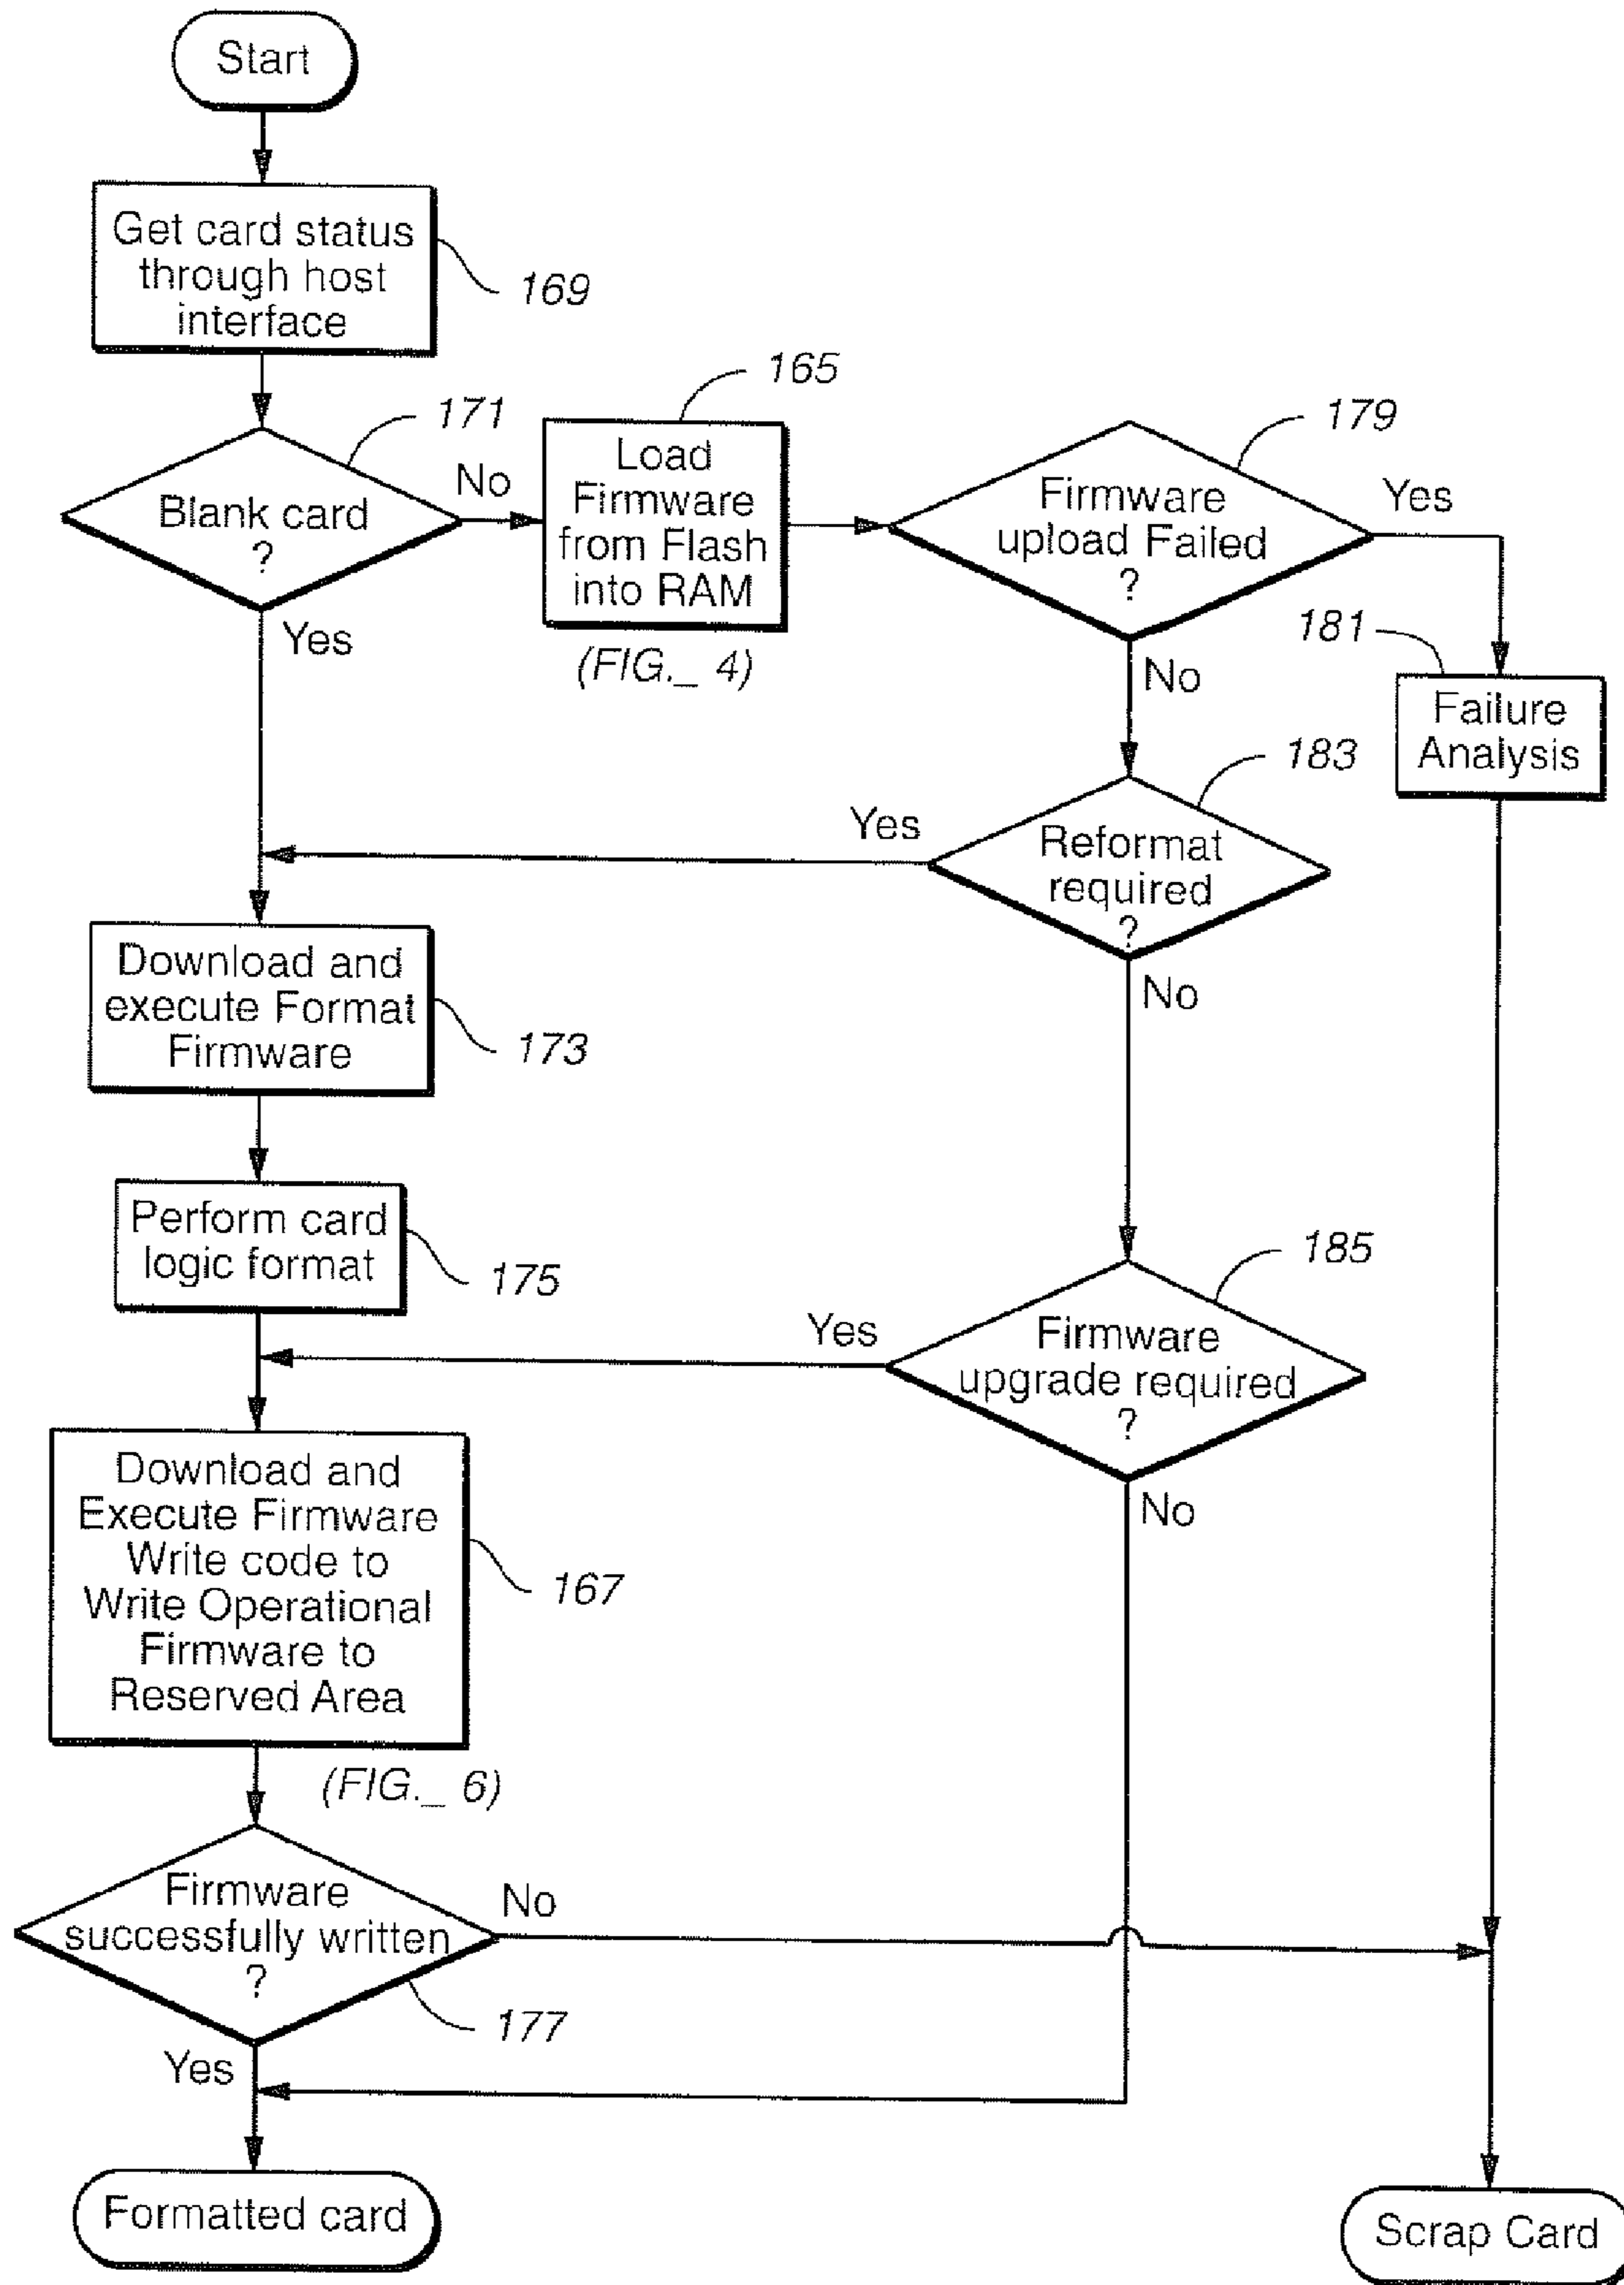 Start
Get card status
through host
interface
169
171
Blank card
?
No
Yes
165
Load
Firmware
from Flash
into RAM
(FIG._ 4)
179
Firmware
upload Failed
?
Yes
No
181
Failure
Analysis
183
Reformat
required
?
Yes
No
Download and
execute Format
Firmware
173
Perform card
logic format
175
185
Firmware
upgrade required
?
Yes
No
Download and
Execute Firmware
Write code to
Write Operational
Firmware to
Reserved Area
167
(FIG._ 6)
Firmware
successfully written
?
No
177
Yes
Formatted card
Scrap Card